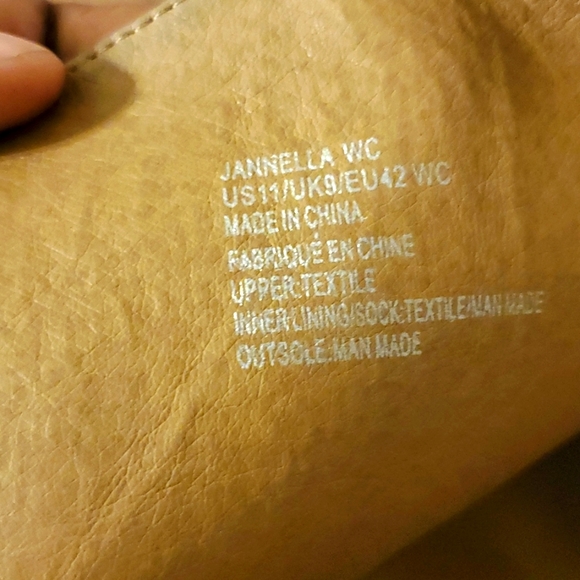 JANNELLA WC
US11/UK9/EU42 WC
MADE IN CHINA
FABRIQUÉ EN CHINE
UPPER:TEXTILE
INNER LINING/SOCK:TEXTILE/MAN MADE
OUTSOLE:MAN MADE